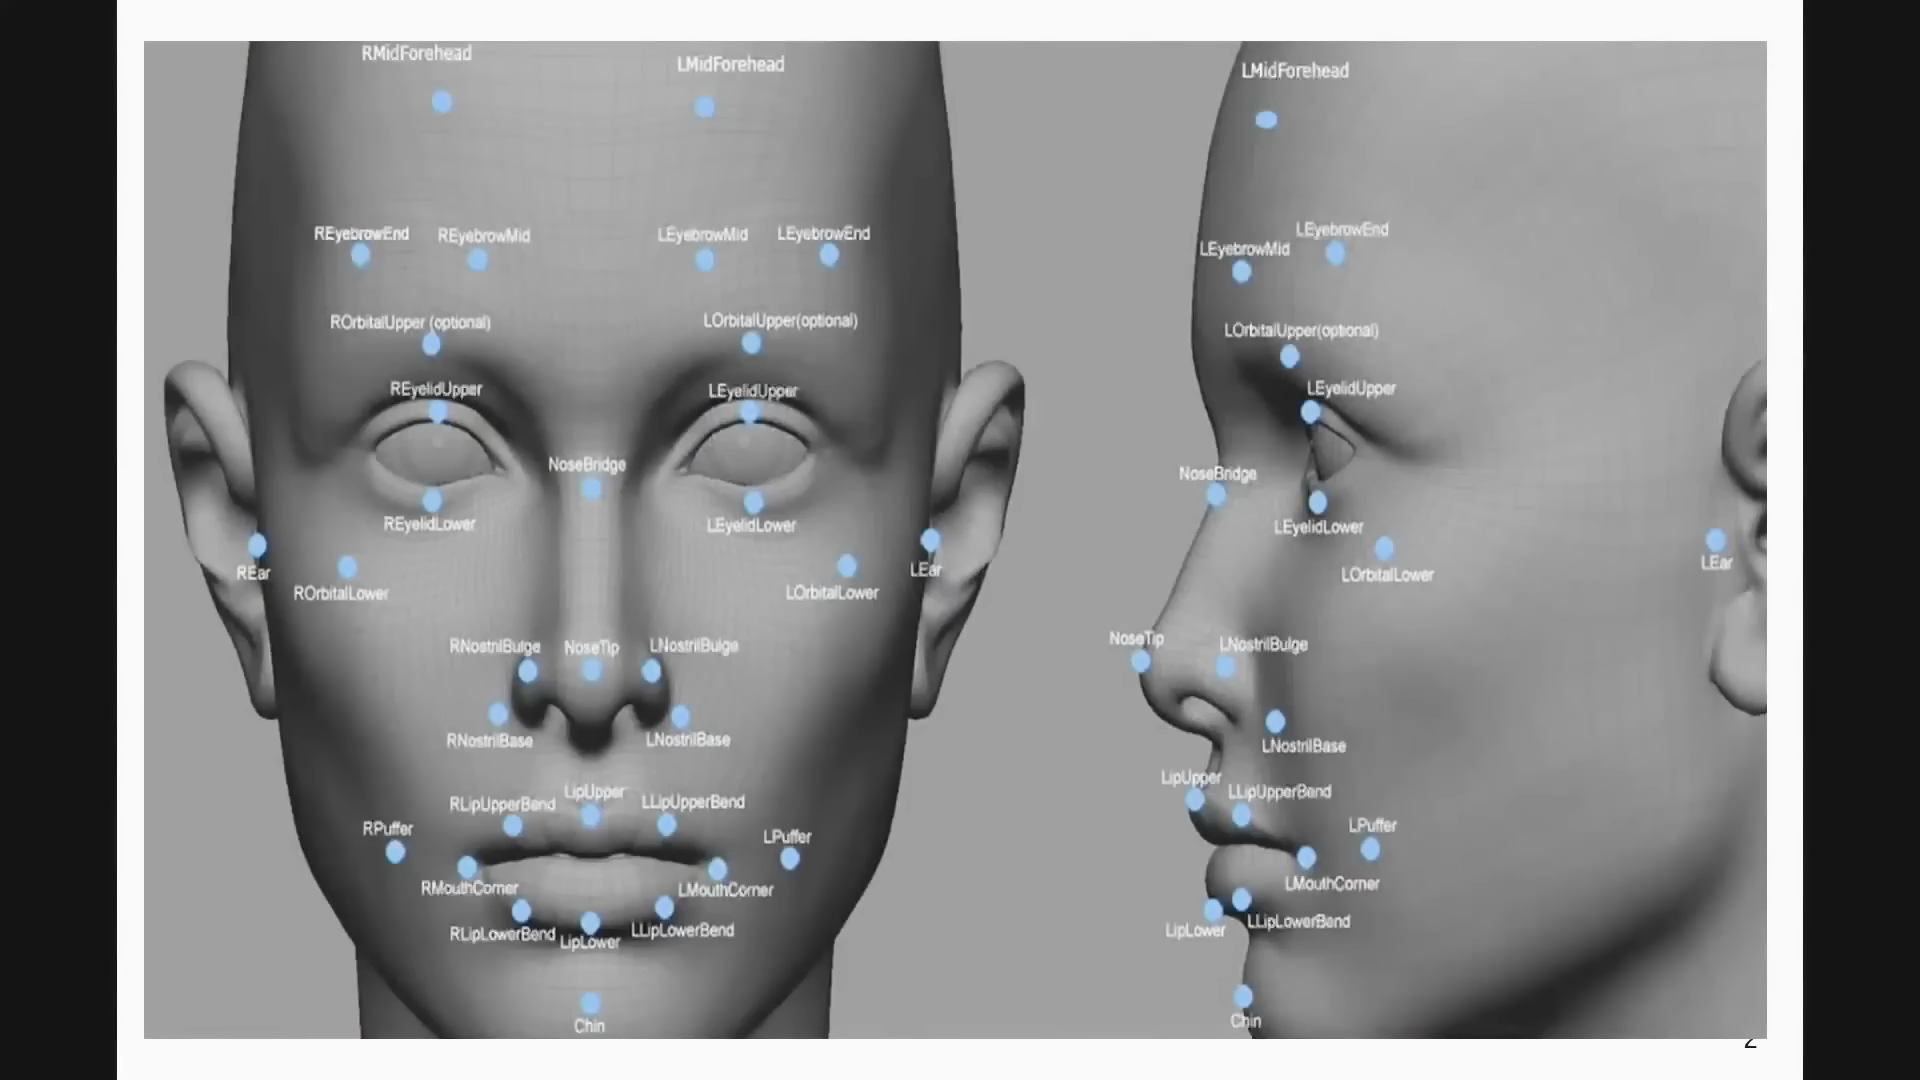 RMidForehead
LMidForehead
REyebrowEnd
REyebrowMid
LEyebrowMid
LEyebrowEnd
ROrbitalUpper (optional)
LOrbitalUpper(optional)
REyelidUpper
LEyelidUpper
NoseBridge
REyelidLower
LEyelidLower
REar
LEar
ROrbitalLower
LOrbitalLower
RNostrilBulge
NoseTip
LNostrilBulge
RNostrilBase
LNostrilBase
RLipUpperBend
LipUpper
LLipUpperBend
RPuffer
LPuffer
RMouthCorner
LMouthCorner
RLipLowerBend
LipLower
LLipLowerBend
Chin
LMidForehead
LEyebrowEnd
LEyebrowMid
LOrbitalUpper(optional)
LEyelidUpper
NoseBridge
LEyelidLower
LOrbitalLower
LEar
NoseTip
LNostrilBulge
LNostrilBase
LipUpper
LLipUpperBend
LPuffer
LMouthCorner
LLipLowerBend
LipLower
Chin
2